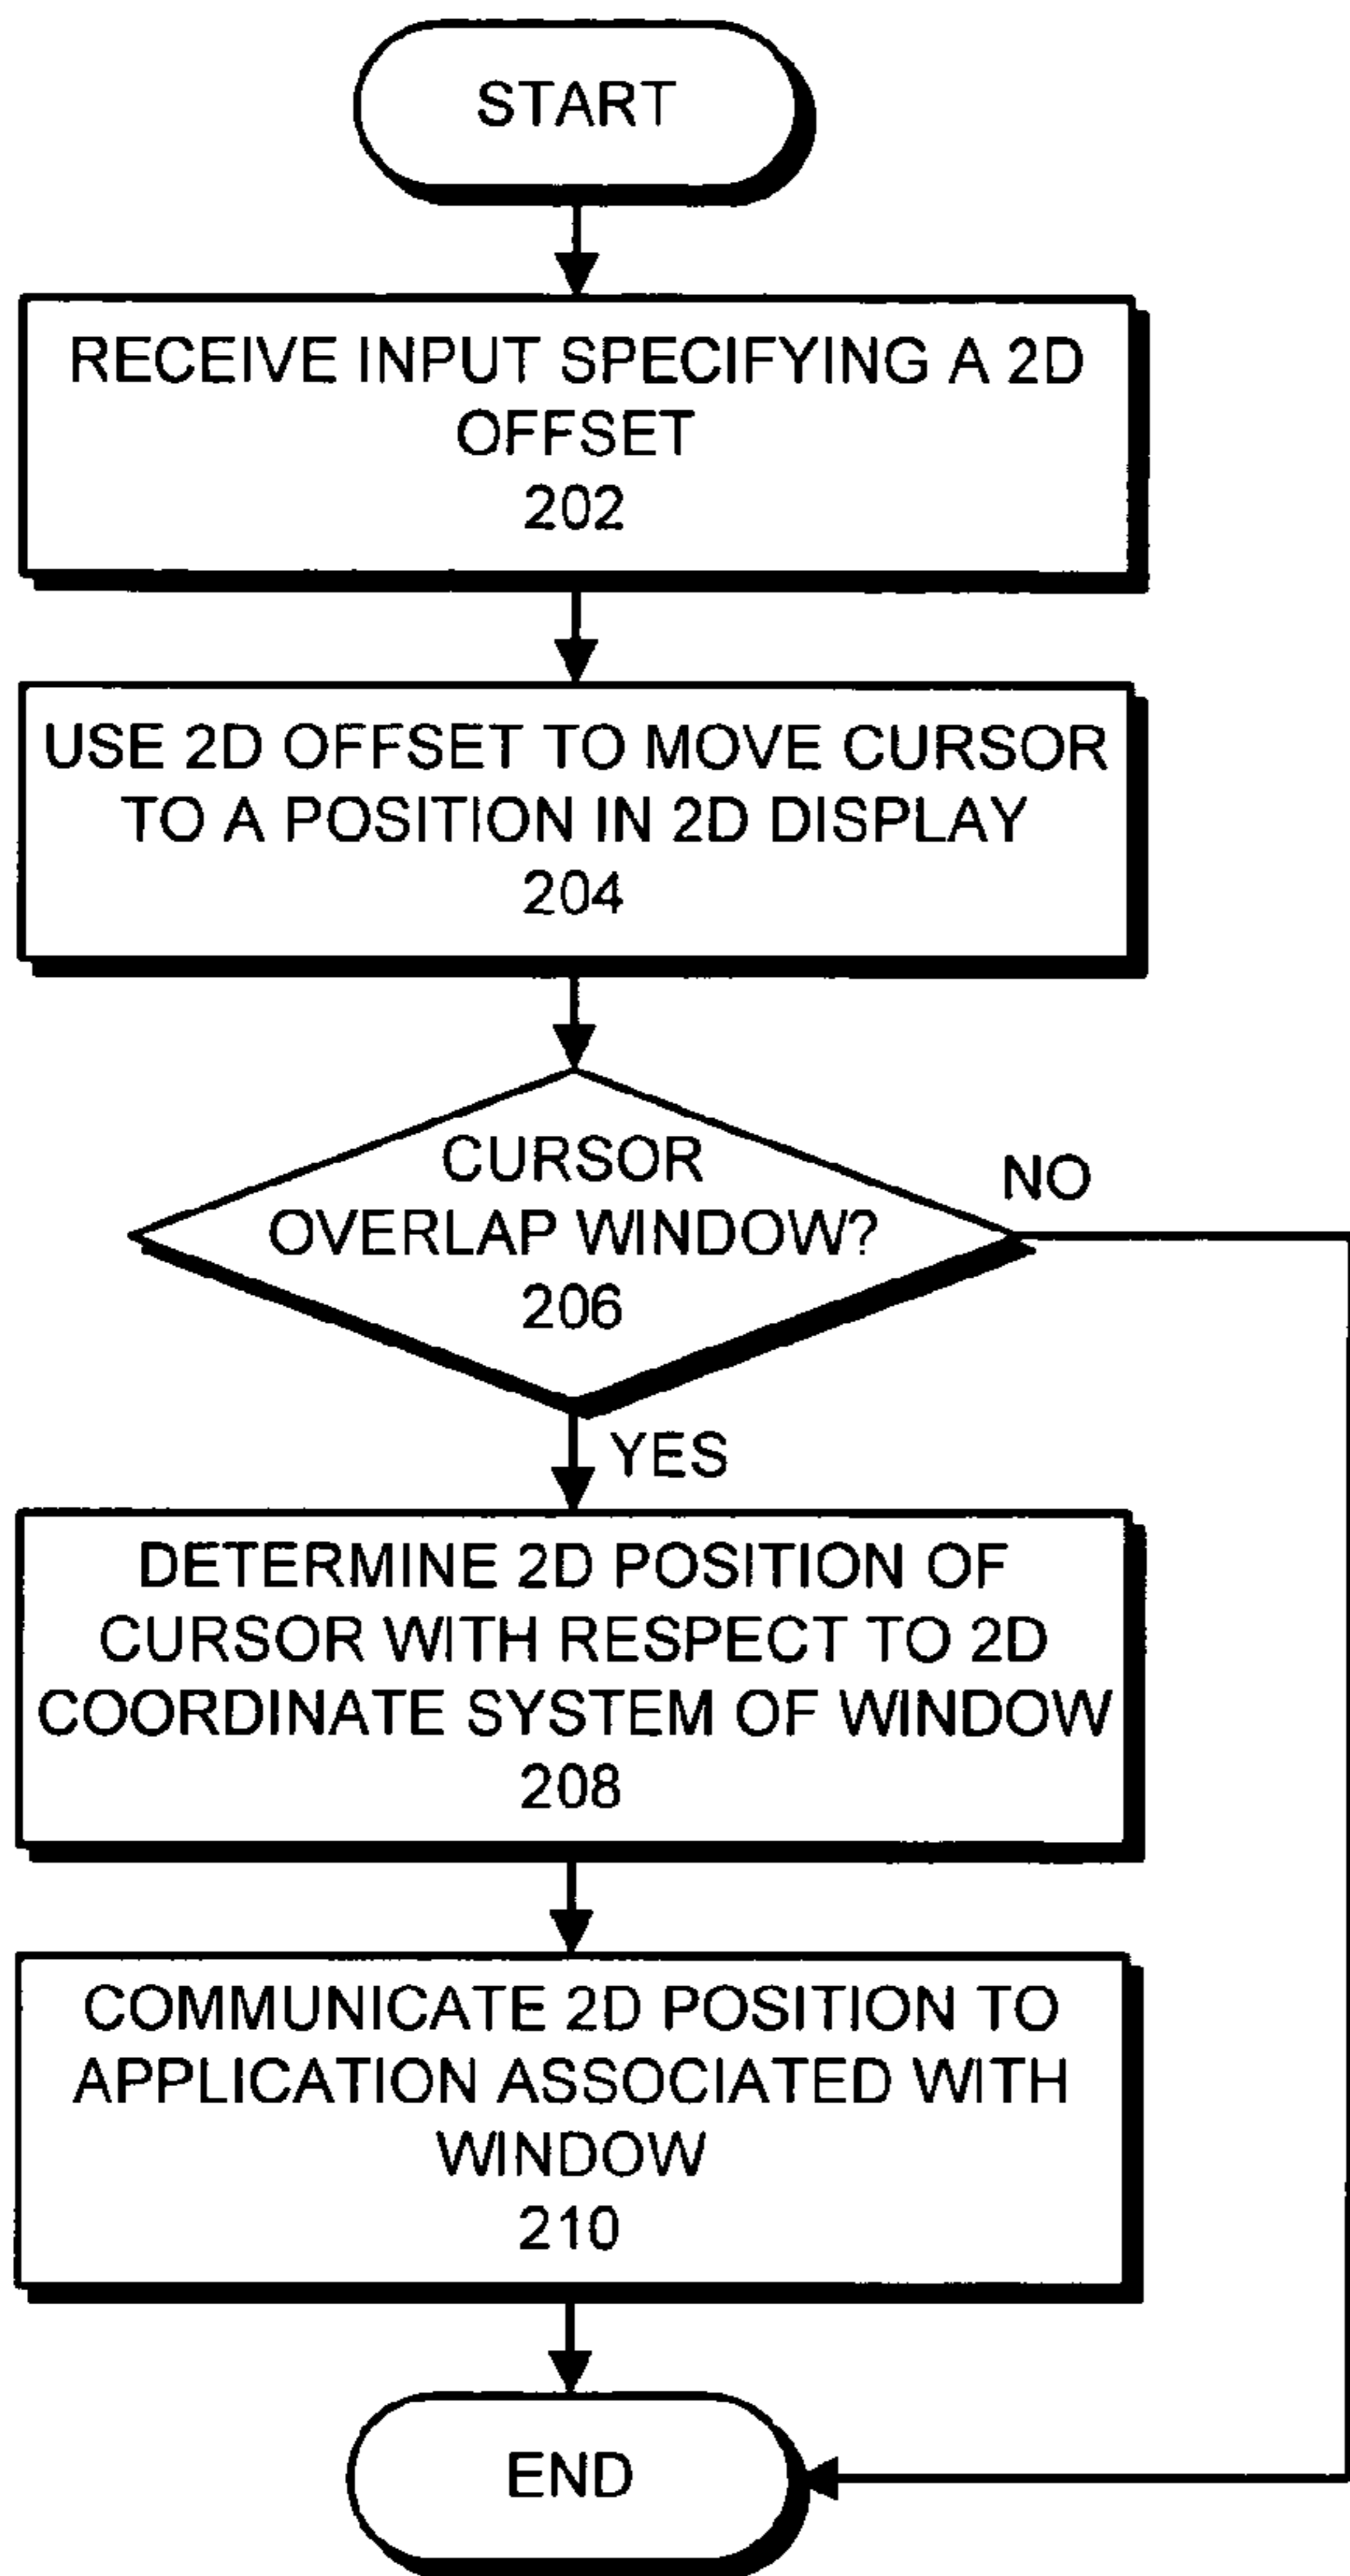 START
RECEIVE INPUT SPECIFYING A 2D
OFFSET
202
USE 2D OFFSET TO MOVE CURSOR
TO A POSITION IN 2D DISPLAY
204
CURSOR
OVERLAP WINDOW?
206
NO
YES
DETERMINE 2D POSITION OF
CURSOR WITH RESPECT TO 2D
COORDINATE SYSTEM OF WINDOW
208
COMMUNICATE 2D POSITION TO
APPLICATION ASSOCIATED WITH
WINDOW
210
END